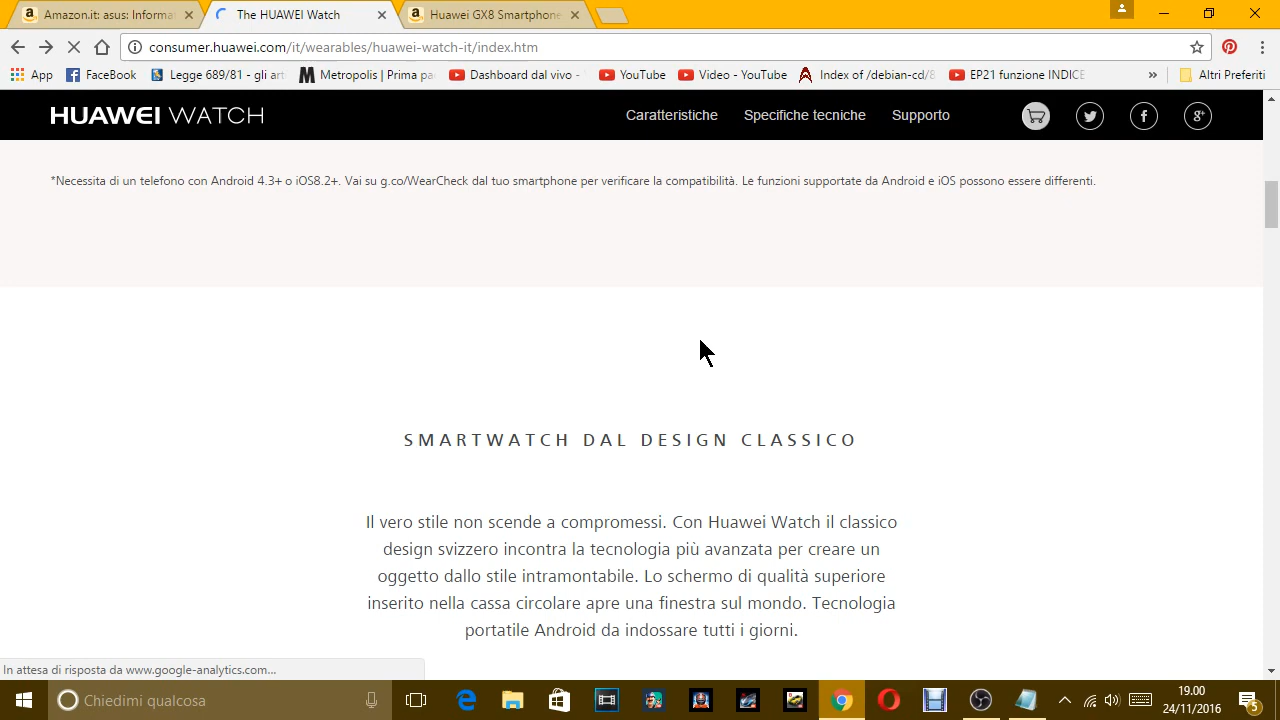 Amazon.it: asus: Informat
The HUAWEI Watch
Huawei GX8 Smartphone
consumer.huawei.com/it/wearables/huawei-watch-it/index.htm
App
FaceBook
Legge 689/81 - gli art
Metropolis | Prima pa
Dashboard dal vivo -
YouTube
Video - YouTube
Index of /debian-cd/8
EP21 funzione INDICE
»
Altri Preferiti
HUAWEI WATCH
Caratteristiche
Specifiche tecniche
Supporto
*Necessita di un telefono con Android 4.3+ o iOS8.2+. Vai su g.co/WearCheck dal tuo smartphone per verificare la compatibilità. Le funzioni supportate da Android e iOS possono essere differenti.
SMARTWATCH DAL DESIGN CLASSICO
Il vero stile non scende a compromessi. Con Huawei Watch il classico
design svizzero incontra la tecnologia più avanzata per creare un
oggetto dallo stile intramontabile. Lo schermo di qualità superiore
inserito nella cassa circolare apre una finestra sul mondo. Tecnologia
portatile Android da indossare tutti i giorni.
In attesa di risposta da www.google-analytics.com...
Chiedimi qualcosa
19.00
24/11/2016
5